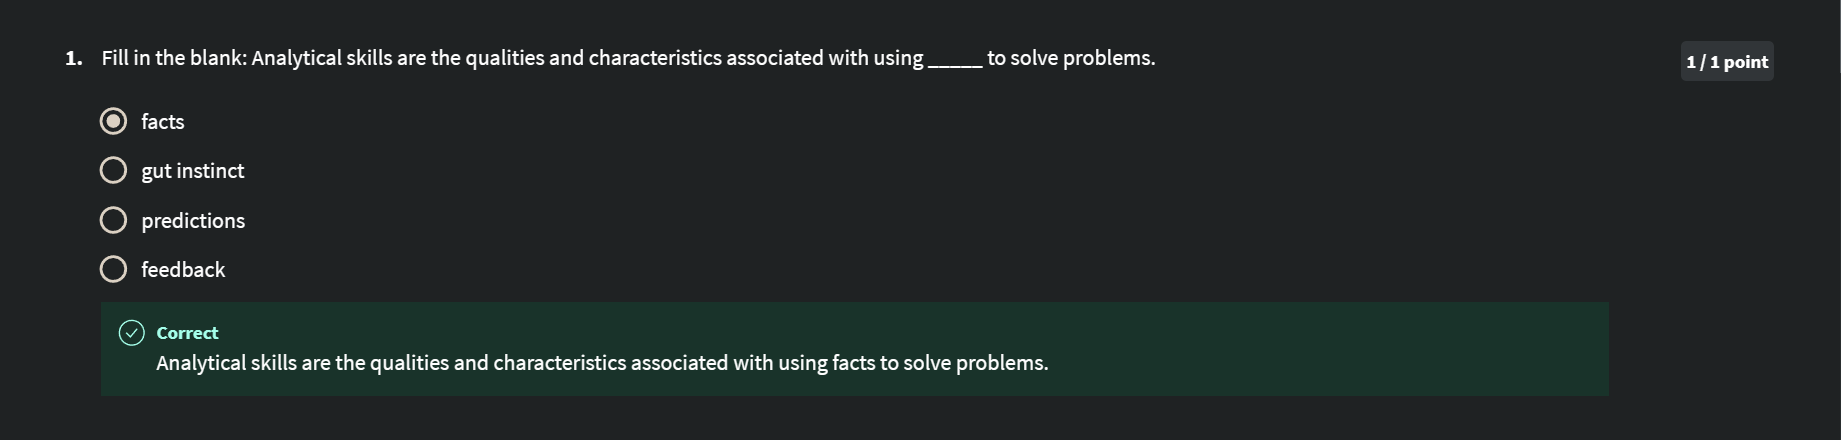 1. Fill in the blank: Analytical skills are the qualities and characteristics associated with using _____ to solve problems.
1 / 1 point
facts
gut instinct
predictions
feedback
Correct
Analytical skills are the qualities and characteristics associated with using facts to solve problems.